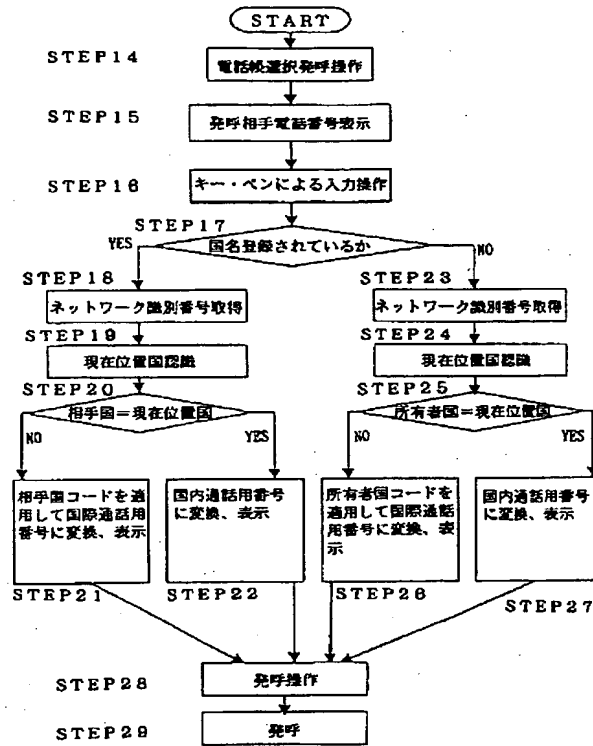 START
STEP14
電話帳選択発呼操作
STEP15
発呼相手電話番号表示
STEP16
キー・ペンによる入力操作
STEP17
国名登録されているか
YES
NO
STEP18
ネットワーク識別番号取得
STEP19
現在位置国認識
STEP20
相手国=現在位置国
NO
YES
相手国コードを適
用して国際通話用
番号に変換、表示
STEP21
国内通話用番号
に変換、表示
STEP22
STEP23
ネットワーク識別番号取得
STEP24
現在位置国認識
STEP25
所有者国=現在位置国
NO
YES
所有者国コードを
適用して国際通話
用番号に変換、表
示
STEP26
国内通話用番号
に変換、表示
STEP27
STEP28
発呼操作
STEP29
発呼